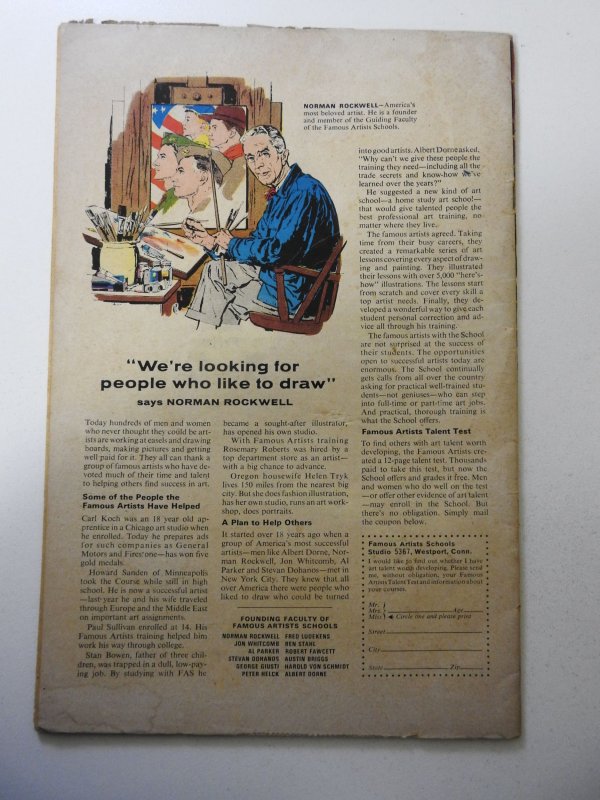 NORMAN ROCKWELL—America's
most beloved artist. He is a founder
and member of the Guiding Faculty
of the Famous Artists Schools.
"We're looking for
people who like to draw"
says NORMAN ROCKWELL
Today hundreds of men and women
who never thought they could be art-
ists are working at easels and drawing
boards, making pictures and getting
well paid for it. They all can thank a
group of famous artists who have de-
voted much of their time and talent
to helping others find success in art.
Some of the People the
Famous Artists Have Helped
Carl Koch was an 18 year old ap-
prentice in a Chicago art studio when
he enrolled. Today he prepares ads
for such companies as General
Motors and Firestone—has won five
gold medals.
Howard Sanden of Minneapolis
took the Course while still in high
school. He is now a successful artist
—last year he and his wife traveled
through Europe and the Middle East
on important art assignments.
Paul Sullivan enrolled at 14. His
Famous Artists training helped him
work his way through college.
Stan Bowen, father of three chil-
dren, was trapped in a dull, low-pay-
ing job. By studying with FAS he
became a sought-after illustrator,
has opened his own studio.
With Famous Artists training
Rosemary Roberts was hired by a
top department store as an artist—
with a big chance to advance.
Oregon housewife Helen Tryk
lives 150 miles from the nearest big
city. But she does fashion illustration,
has her own studio, runs an art work-
shop, does portraits.
A Plan to Help Others
It started over 18 years ago when a
group of America's most successful
artists—men like Albert Dorne, Nor-
man Rockwell, Jon Whitcomb, Al
Parker and Stevan Dohanos—met in
New York City. They knew that all
over America there were people who
liked to draw who could be turned
FOUNDING FACULTY OF
FAMOUS ARTISTS SCHOOLS
NORMAN ROCKWELL FRED LUDEKENS
JON WHITCOMB BEN STAHL
AL PARKER ROBERT FAWCETT
STEVAN DOHANOS AUSTIN BRIGGS
GEORGE GIUSTI HAROLD VON SCHMIDT
PETER HELCK ALBERT DORNE
into good artists. Albert Dorne asked,
"Why can't we give these people the
training they need—including all the
trade secrets and know-how we've
learned over the years?"
He suggested a new kind of art
school—a home study art school—
that would give talented people the
best professional art training, no
matter where they live.
The famous artists agreed. Taking
time from their busy careers, they
created a remarkable series of art
lessons covering every aspect of draw-
ing and painting. They illustrated
their lessons with over 5,000 "here's-
how" illustrations. The lessons start
from scratch and cover every skill a
top artist needs. Finally, they de-
veloped a wonderful way to give each
student personal correction and ad-
vice all through his training.
The famous artists with the School
are not surprised at the success of
their students. The opportunities
open to successful artists today are
enormous. The School continually
gets calls from all over the country
asking for practical well-trained stu-
dents—not geniuses—who can step
into full-time or part-time art jobs.
And practical, thorough training is
what the School offers.
Famous Artists Talent Test
To find others with art talent worth
developing, the Famous Artists cre-
ated a 12-page talent test. Thousands
paid to take this test, but now the
School offers and grades it free. Men
and women who do well on the test
—or offer other evidence of art talent
—may enroll in the School. But
there's no obligation. Simply mail
the coupon below.
Famous Artists Schools
Studio 5367, Westport, Conn.
I would like to find out whether I have
art talent worth developing. Please send
me, without obligation, your Famous
Artists Talent Test and information about
your courses.
Mr.
Mrs. Age
Miss Circle one and please print
Street
City
State Zip